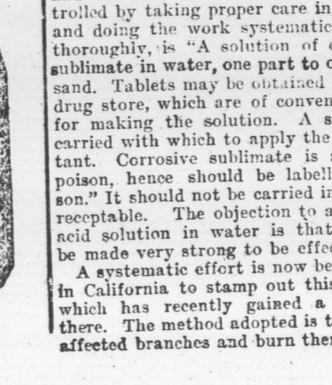 trolled by taking proper care in
and doing the work systematic
thoroughly, is "A solution of
sublimate in water, one part to
sand. Tablets may be obtained
drug store, which are of conven
for making the solution. A s
carried with which to apply the
tant. Corrosive sublimate is
poison, hence should be labell
son." It should not be carried in
receptable. The objection to a
acid solution in water is that
be made very strong to be effec
A systematic effort is now be
in California to stamp out this
which has recently gained a
there. The method adopted is t
affected branches and burn the